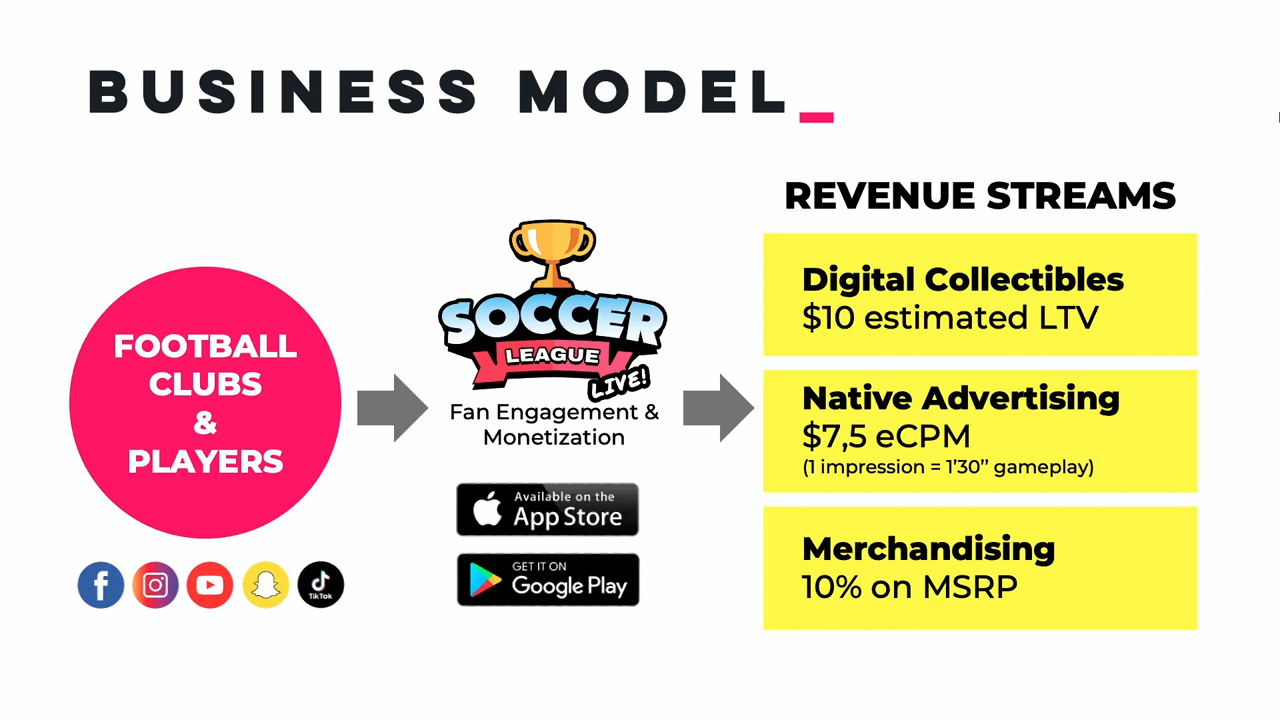 BUSINESS MODEL_
FOOTBALL
CLUBS
&
PLAYERS
TikTok
SOCCER
LEAGUE
LIVE!
Fan Engagement &
Monetization
Available on the
App Store
GET IT ON
Google Play
REVENUE STREAMS
Digital Collectibles
$10 estimated LTV
Native Advertising
$7,5 eCPM
(1 impression = 1'30'' gameplay)
Merchandising
10% on MSRP